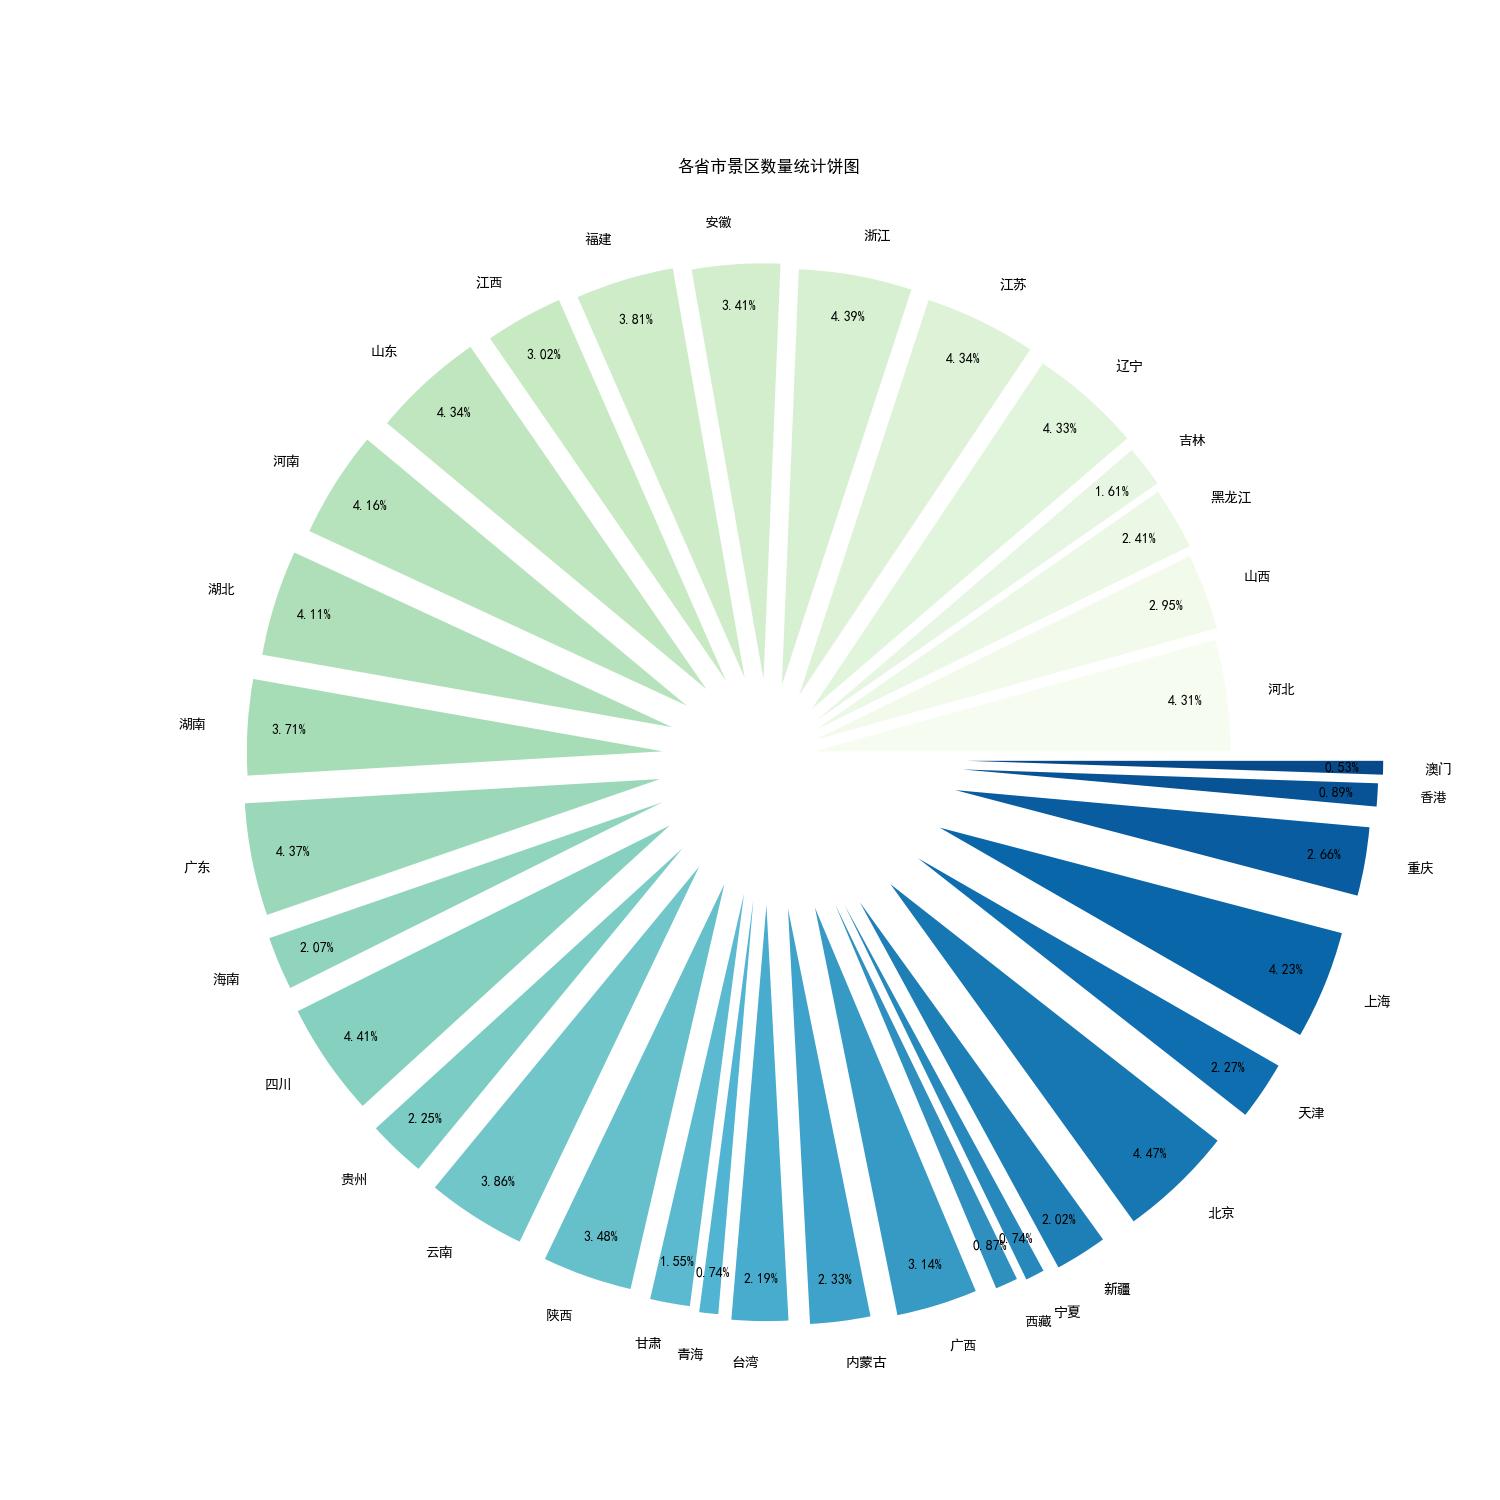 各省市景区数量统计饼图
河北
4.31%
山西
2.95%
黑龙江
2.41%
吉林
1.61%
辽宁
4.33%
江苏
4.34%
浙江
4.39%
安徽
3.41%
福建
3.81%
江西
3.02%
山东
4.34%
河南
4.16%
湖北
4.11%
湖南
3.71%
广东
4.37%
海南
2.07%
四川
4.41%
贵州
2.25%
云南
3.86%
陕西
3.48%
甘肃
1.55%
青海
0.74%
台湾
2.19%
内蒙古
2.33%
广西
3.14%
西藏
0.87%
宁夏
0.74%
新疆
2.02%
北京
4.47%
天津
2.27%
上海
4.23%
重庆
2.66%
香港
0.89%
澳门
0.53%